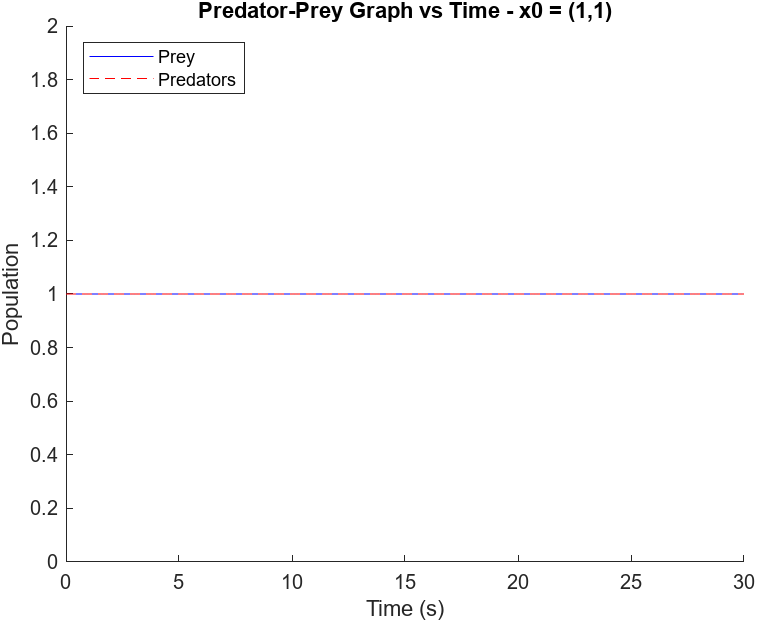 Predator-Prey Graph vs Time - x0 = (1,1)
Prey
Predators
Population
2
1.8
1.6
1.4
1.2
1
0.8
0.6
0.4
0.2
0
0 5 10 15 20 25 30
Time (s)